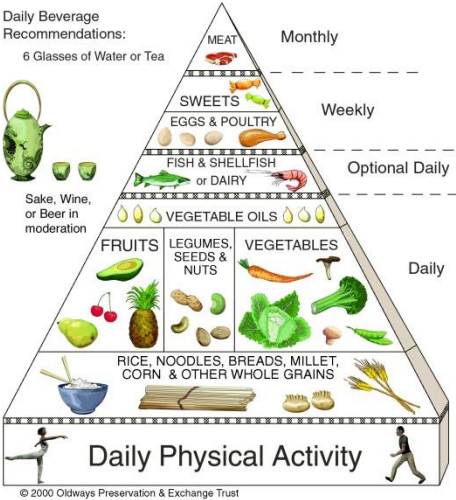 Daily Beverage
Recommendations:
6 Glasses of Water or Tea
Sake, Wine,
or Beer in
moderation
MEAT
Monthly
SWEETS
Weekly
EGGS & POULTRY
FISH & SHELLFISH
or DAIRY
Optional Daily
VEGETABLE OILS
FRUITS
LEGUMES,
SEEDS &
NUTS
VEGETABLES
Daily
RICE, NOODLES, BREADS, MILLET,
CORN & OTHER WHOLE GRAINS
Daily Physical Activity
© 2000 Oldways Preservation & Exchange Trust